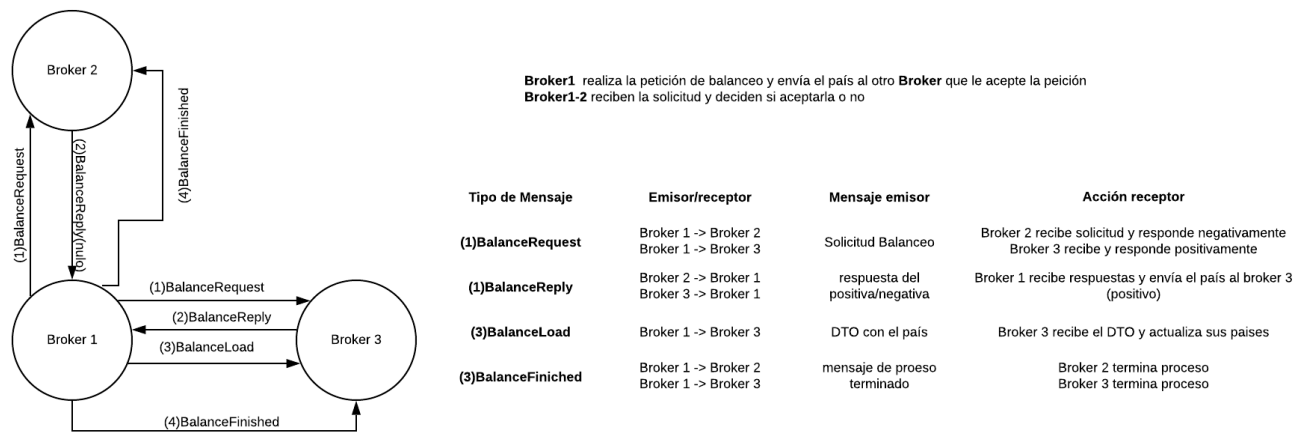 Broker 2
(1)BalanceRequest
(2)BalanceReply(nulo)
(4)BalanceFinished
Broker 1
(1)BalanceRequest
(2)BalanceReply
(3)BalanceLoad
Broker 3
(4)BalanceFinished
Broker1 realiza la petición de balanceo y envía el país al otro Broker que le acepte la peición
Broker1-2 reciben la solicitud y deciden si aceptarla o no
Tipo de Mensaje Emisor/receptor Mensaje emisor Acción receptor
(1)BalanceRequest
Broker 1 -> Broker 2
Broker 1 -> Broker 3
Solicitud Balanceo
Broker 2 recibe solicitud y responde negativamente
Broker 3 recibe y responde positivamente
(1)BalanceReply
Broker 2 -> Broker 1
Broker 3 -> Broker 1
respuesta del
positiva/negativa
Broker 1 recibe respuestas y envía el país al broker 3
(positivo)
(3)BalanceLoad
Broker 1 -> Broker 3
DTO con el país
Broker 3 recibe el DTO y actualiza sus paises
(3)BalanceFiniched
Broker 1 -> Broker 2
Broker 1 -> Broker 3
mensaje de proeso
terminado
Broker 2 termina proceso
Broker 3 termina proceso